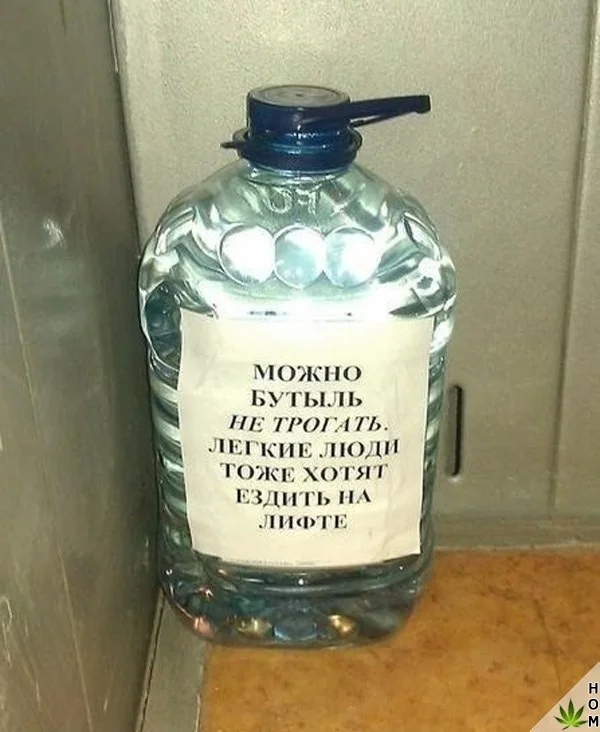 МОЖНО
БУТЫЛЬ
НЕ ТРОГАТЬ.
ЛЕГКИЕ ЛЮДИ
ТОЖЕ ХОТЯТ
ЕЗДИТЬ НА
ЛИФТЕ
H
O
M